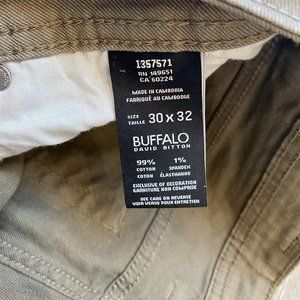 1357571
RN 149651
CA 60224
MADE IN CAMBODIA
FABRIQUÉ AU CAMBODGE
SIZE
TAILLE 30 x 32
BUFFALO
DAVID BITTON
99% 1%
COTTON SPANDEX
COTON ÉLASTHANNE
EXCLUSIVE OF DECORATION
GARNITURE NON COMPRIS
SEE CARE ON REVERSE
VOIR VERSO POUR ENTRETIEN